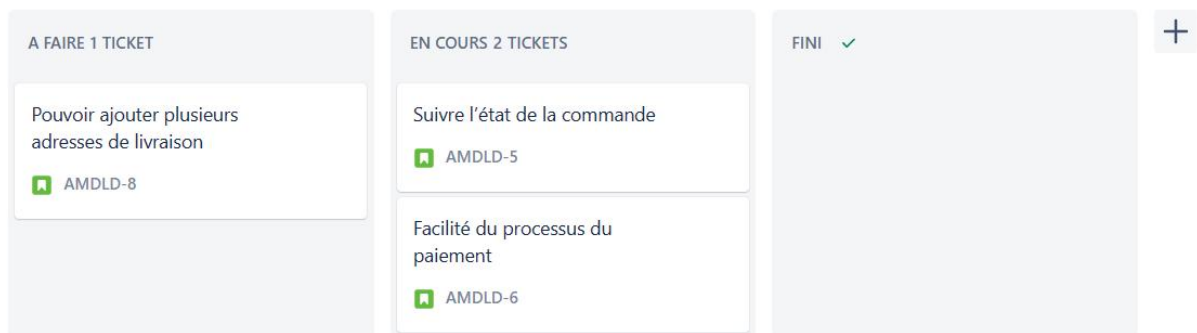 A FAIRE 1 TICKET
Pouvoir ajouter plusieurs
adresses de livraison
AMDLD-8
EN COURS 2 TICKETS
Suivre l’état de la commande
AMDLD-5
Facilité du processus du
paiement
AMDLD-6
FINI